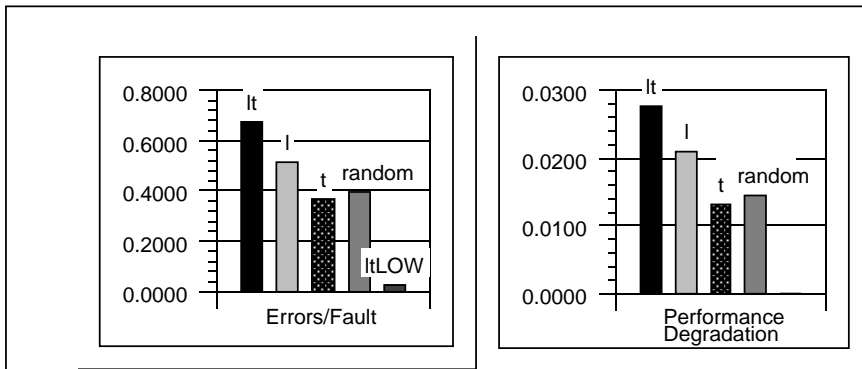 0.8000
0.6000
0.4000
0.2000
0.0000
lt
l
t
random
ltLOW
Errors/Fault
0.0300
0.0200
0.0100
0.0000
lt
l
t
random
Performance
Degradation